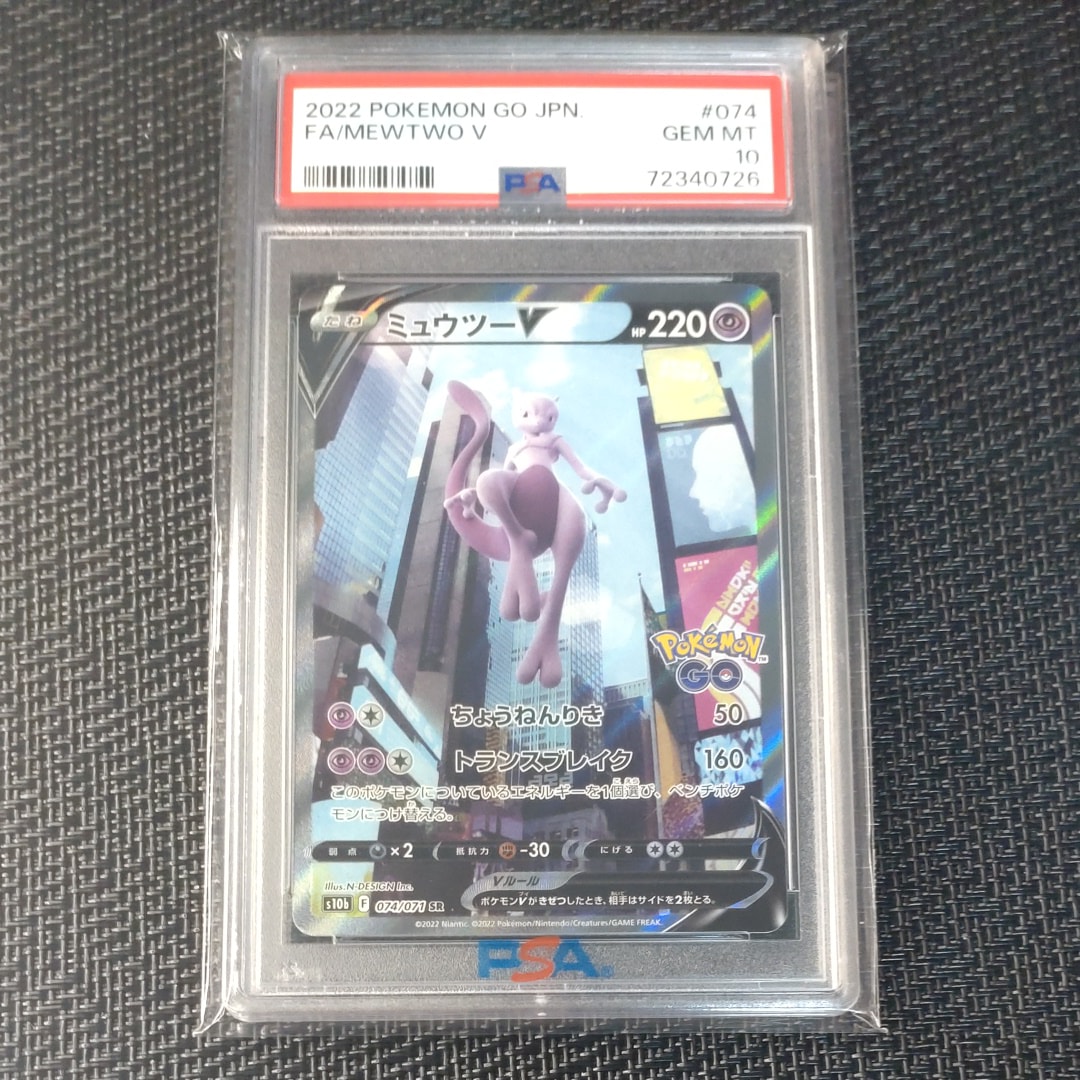 2022 POKEMON GO JPN.
#074
FA/MEWTWO V
GEM MT
10
72340726
PSA
たね
ミュウツーV
HP 220
Pokémon
GO
ちょうねんりき 50
トランスブレイク 160
このポケモンについているエネルギーを1個選び、ベンチポケ
モンにつけ替える。
弱点 ×2 抵抗力 -30 にげる
Vルール
ポケモンVがきぜつしたとき、相手はサイドを2枚とる。
Illus. N-DESIGN Inc.
s10b F 074/071 SR
©2022 Niantic. ©2022 Pokémon/Nintendo/Creatures/GAME FREAK.
PSA